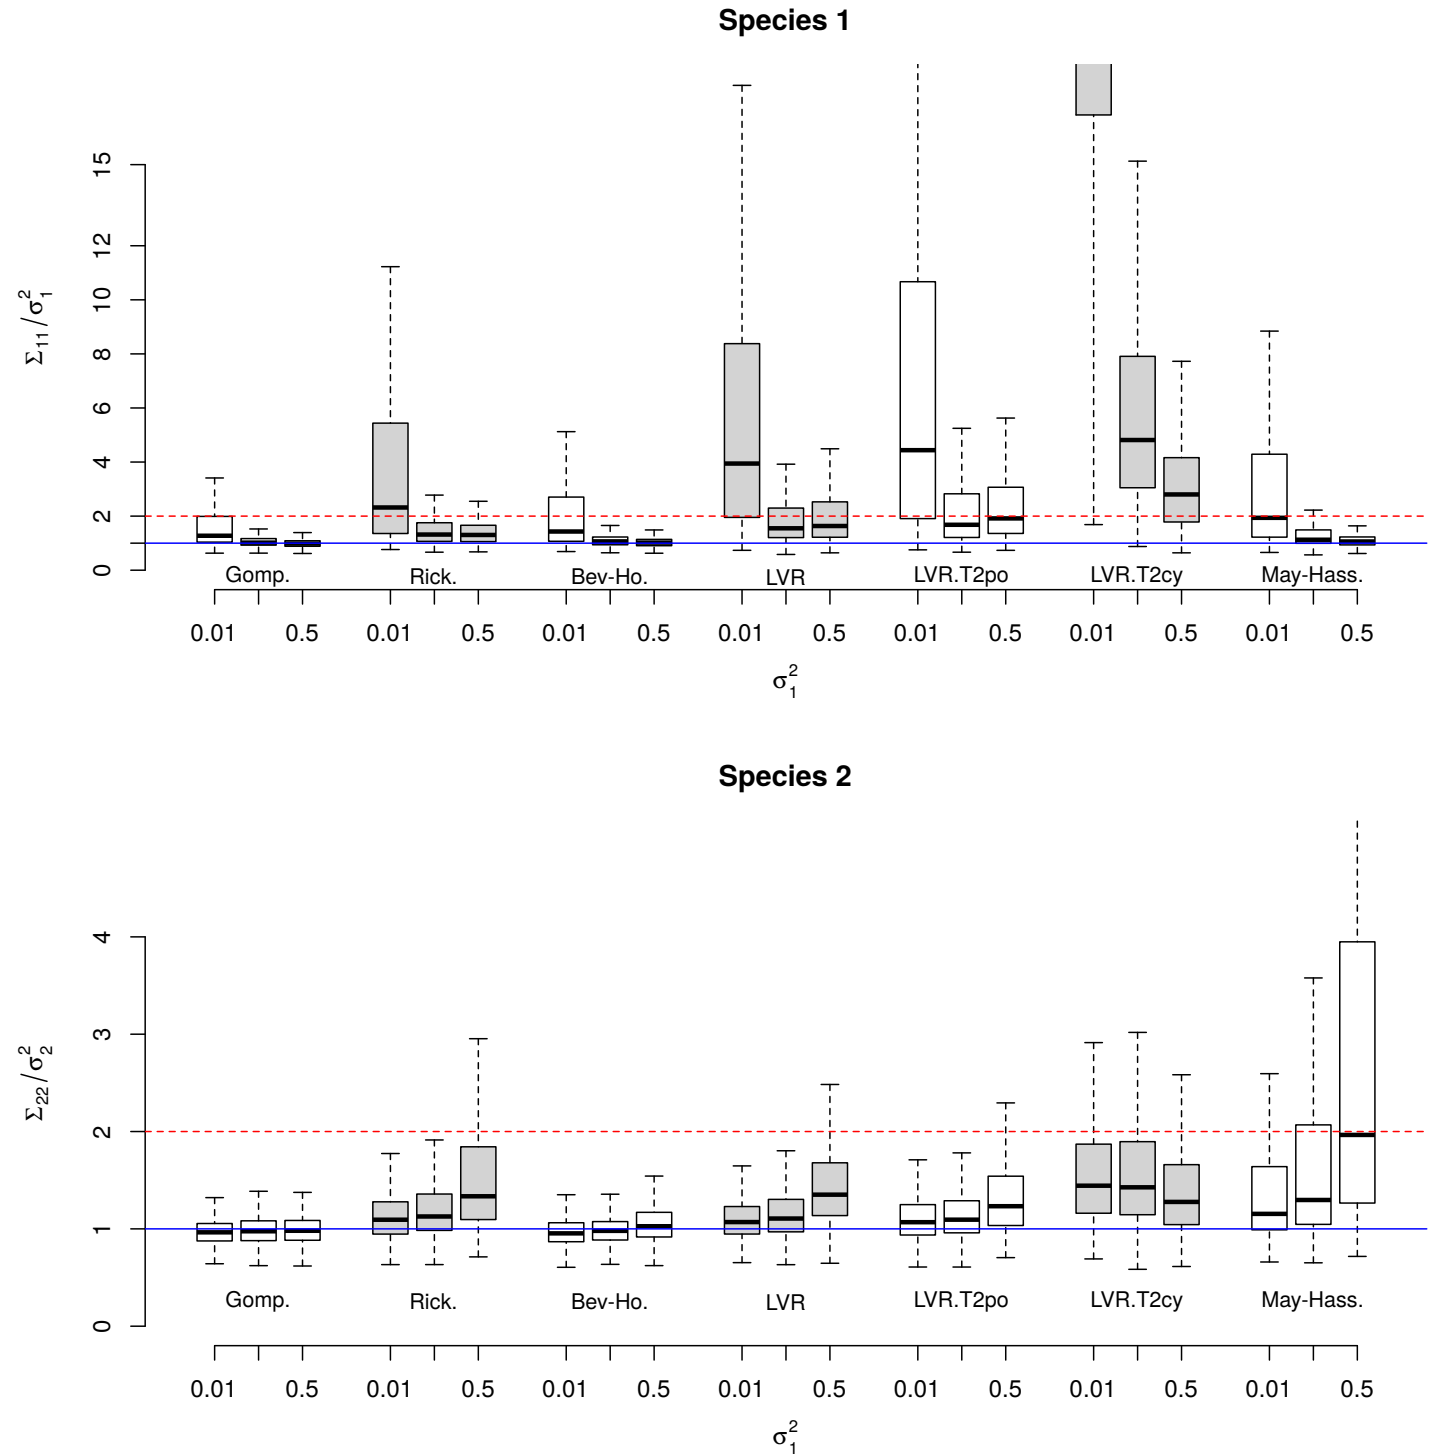 Species 1
Σ11/σ1²
15
12
10
8
6
4
2
0
Gomp. Rick. Bev-Ho. LVR LVR.T2po LVR.T2cy May-Hass.
0.01 0.5 0.01 0.5 0.01 0.5 0.01 0.5 0.01 0.5 0.01 0.5 0.01 0.5
σ1²
Species 2
Σ22/σ2²
4
3
2
1
0
Gomp. Rick. Bev-Ho. LVR LVR.T2po LVR.T2cy May-Hass.
0.01 0.5 0.01 0.5 0.01 0.5 0.01 0.5 0.01 0.5 0.01 0.5 0.01 0.5
σ1²